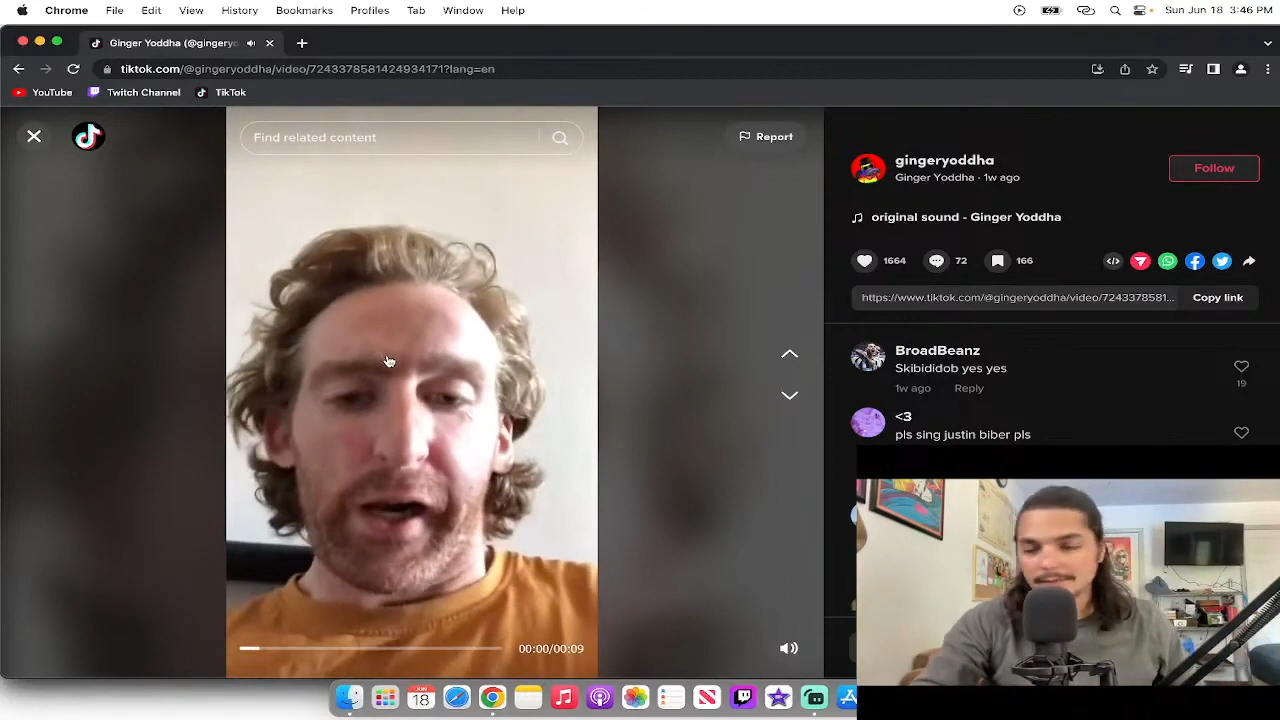 Chrome File Edit View History Bookmarks Profiles Tab Window Help Sun Jun 18 3:46 PM
Ginger Yoddha (@gingeryo
tiktok.com/@gingeryoddha/video/7243378581424934171?lang=en
YouTube Twitch Channel TikTok
Find related content
Report
gingeryoddha
Ginger Yoddha · 1w ago
Follow
original sound - Ginger Yoddha
1664 72 166
https://www.tiktok.com/@gingeryoddha/video/7243378581... Copy link
BroadBeanz
Skibididob yes yes
1w ago Reply
19
<3
pls sing justin biber pls
00:00/00:09
JUN
18